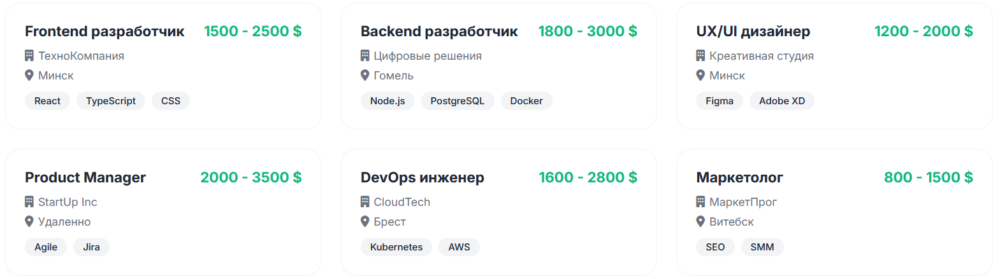 Frontend разработчик 1500 - 2500 $
ТехноКомпания
Минск
React TypeScript CSS
Backend разработчик 1800 - 3000 $
Цифровые решения
Гомель
Node.js PostgreSQL Docker
UX/UI дизайнер 1200 - 2000 $
Креативная студия
Минск
Figma Adobe XD
Product Manager 2000 - 3500 $
StartUp Inc
Удаленно
Agile Jira
DevOps инженер 1600 - 2800 $
CloudTech
Брест
Kubernetes AWS
Маркетолог 800 - 1500 $
МаркетПрог
Витебск
SEO SMM